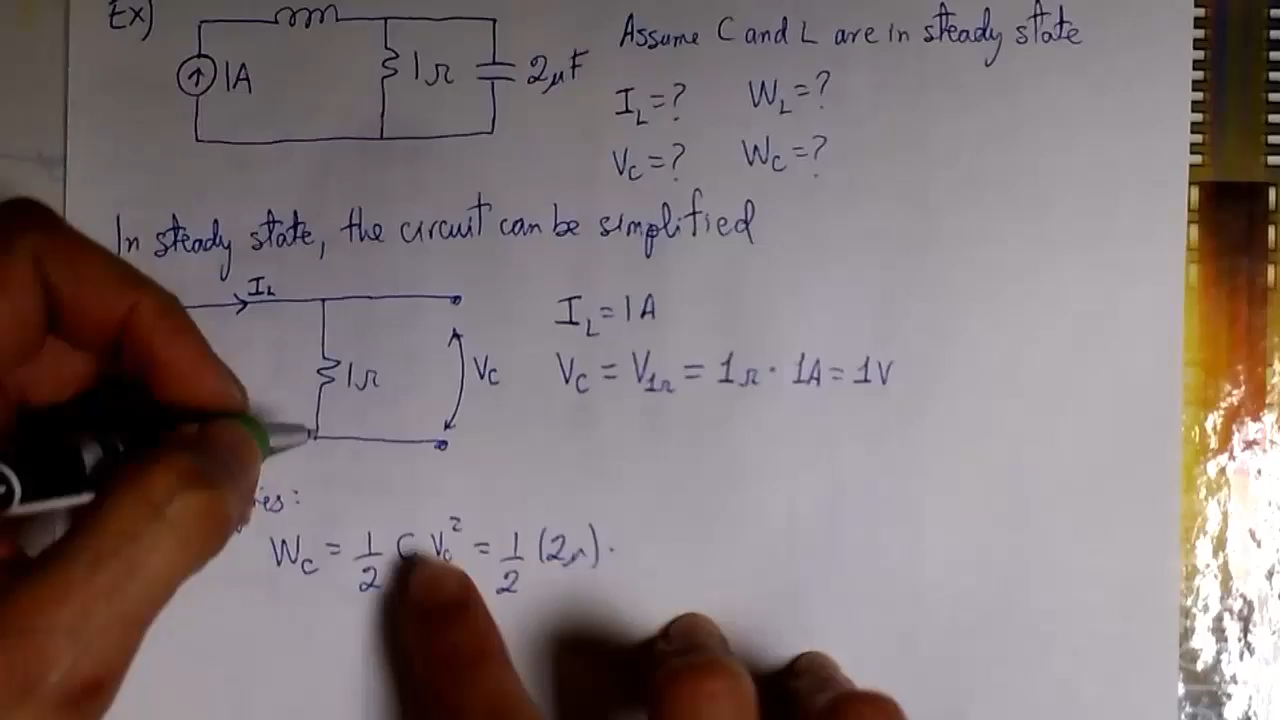 Ex)
1A
1Ω
2μF
Assume C and L are in steady state
I_L=? W_L=?
V_C=? W_C=?
In steady state, the circuit can be simplified
I_L
1Ω
V_C
I_L=1A
V_C = V_1Ω = 1Ω · 1A = 1V
W_C = 1/2 C V_C^2 = 1/2 (2μ) ·